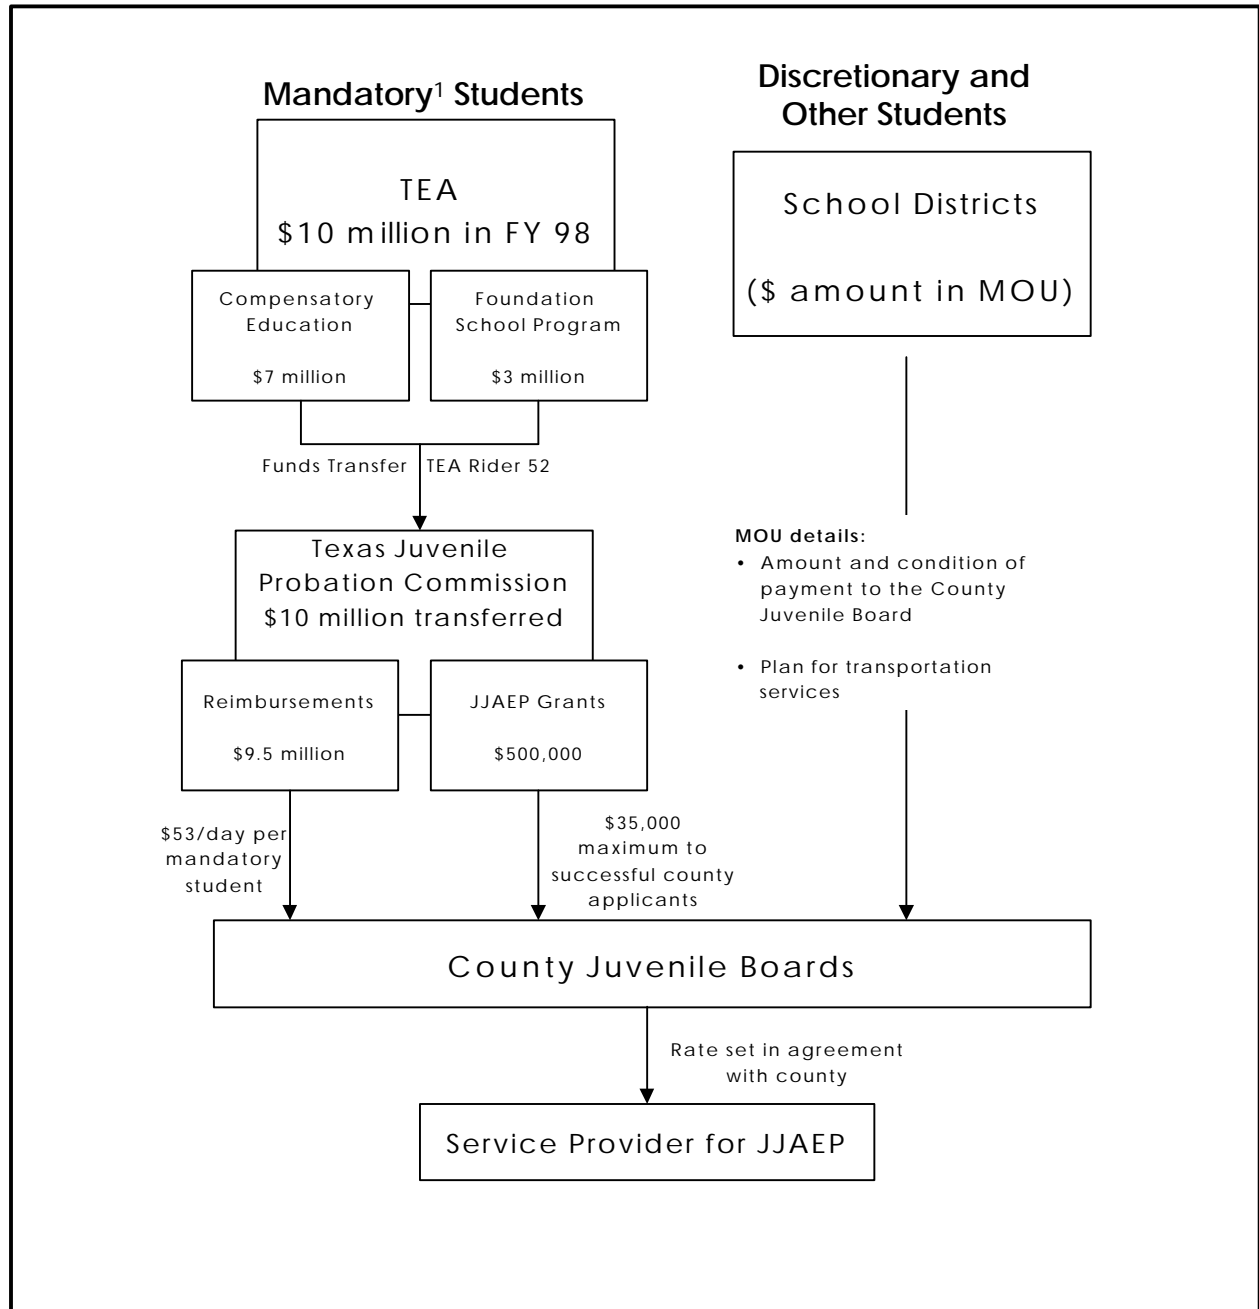 Mandatory¹ Students
Discretionary and
Other Students
TEA
$10 million in FY 98
Compensatory
Education
$7 million
Foundation
School Program
$3 million
School Districts
($ amount in MOU)
Funds Transfer
TEA Rider 52
Texas Juvenile
Probation Commission
$10 million transferred
Reimbursements
$9.5 million
JJAEP Grants
$500,000
MOU details:
• Amount and condition of
payment to the County
Juvenile Board
• Plan for transportation
services
$53/day per
mandatory
student
$35,000
maximum to
successful county
applicants
County Juvenile Boards
Rate set in agreement
with county
Service Provider for JJAEP